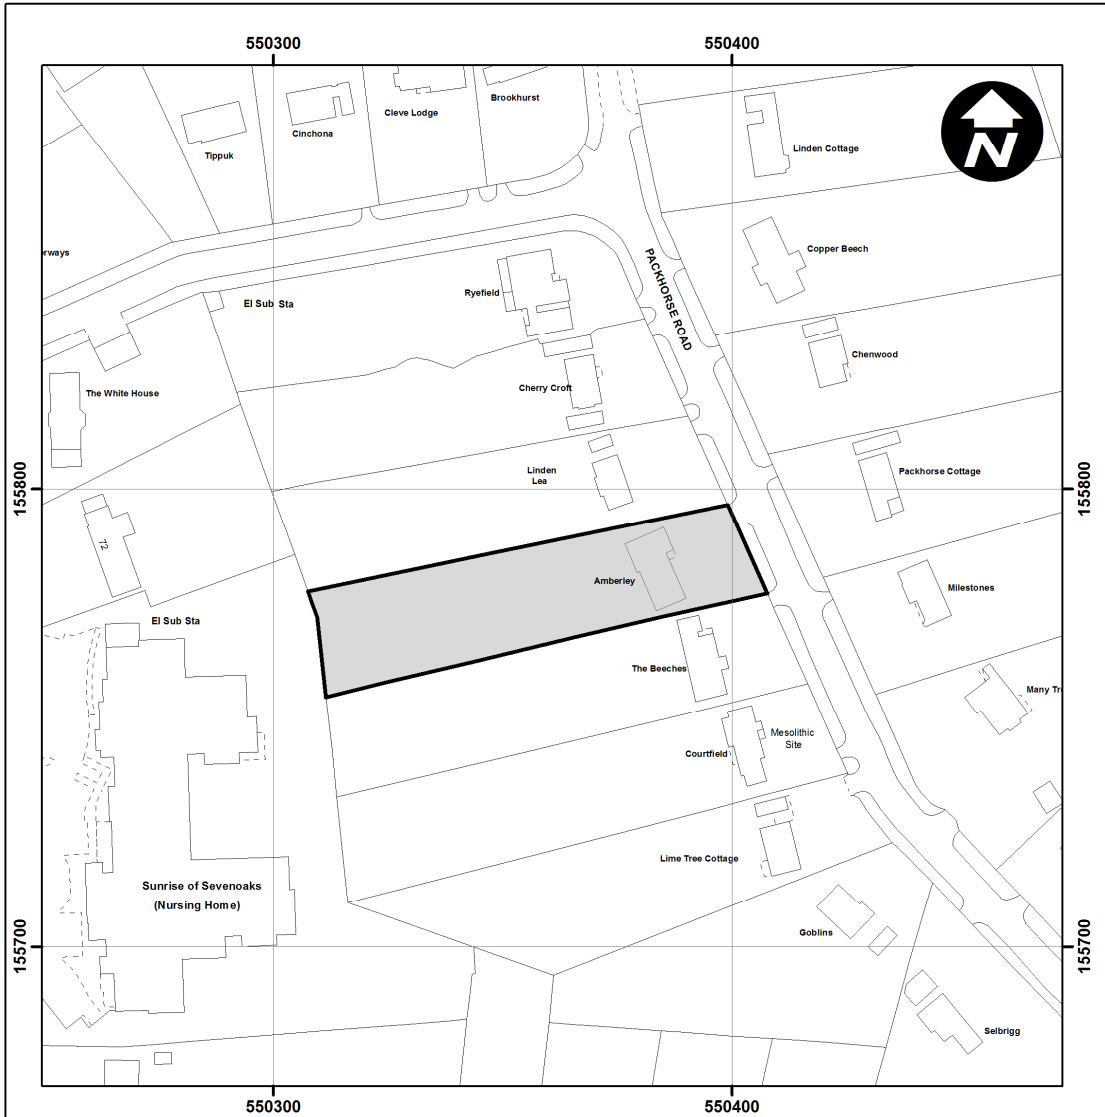 550300
550400
Brookhurst
Cleve Lodge
Cinchona
Tippuk
Linden Cottage
N
erways
Copper Beech
PACKHORSE ROAD
Ryefield
El Sub Sta
Chenwood
Cherry Croft
The White House
Linden
Lea
Packhorse Cottage
155800
155800
72
Amberley
Milestones
El Sub Sta
The Beeches
Many Tre
Mesolithic
Site
Courtfield
Lime Tree Cottage
Sunrise of Sevenoaks
(Nursing Home)
Goblins
155700
155700
Selbrigg
550300
550400